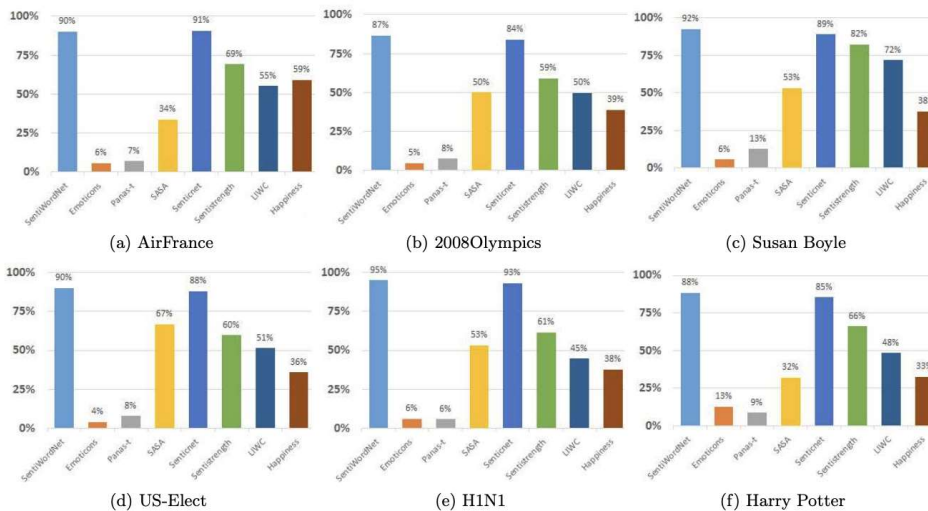 100%
75%
50%
25%
0%
90%
6%
7%
34%
91%
69%
55%
59%
SentiWordNet
Emoticons
Panas-t
SASA
Senticnet
Sentistrength
LIWC
Happiness
(a) AirFrance
100%
75%
50%
25%
0%
87%
5%
8%
50%
84%
59%
50%
39%
SentiWordNet
Emoticons
Panas-t
SASA
Senticnet
Sentistrength
LIWC
Happiness
(b) 2008Olympics
100%
75%
50%
25%
0%
92%
6%
13%
53%
89%
82%
72%
38
SentiWordNet
Emoticons
Panas-t
SASA
Senticnet
Sentistrength
LIWC
Happiness
(c) Susan Boyle
100%
75%
50%
25%
0%
90%
4%
8%
67%
88%
60%
51%
36%
SentiWordNet
Emoticons
Panas-t
SASA
Senticnet
Sentistrength
LIWC
Happiness
(d) US-Elect
100%
75%
50%
25%
0%
95%
6%
6%
53%
93%
61%
45%
38%
SentiWordNet
Emoticons
Panas-t
SASA
Senticnet
Sentistrength
LIWC
Happiness
(e) H1N1
100%
75%
50%
25%
0%
88%
13%
9%
32%
85%
66%
48%
33%
SentiWordNet
Emoticons
Panas-t
SASA
Senticnet
Sentistrength
LIWC
Happiness
(f) Harry Potter